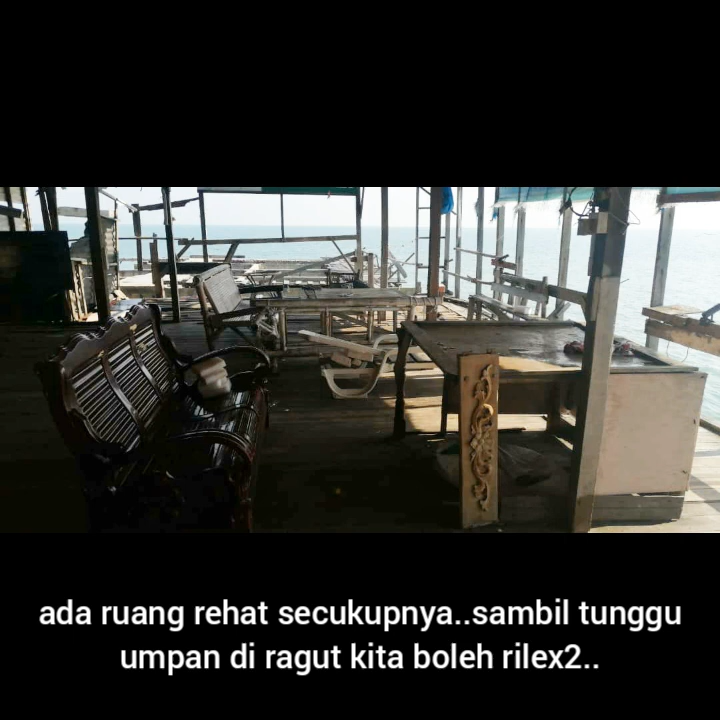 ada ruang rehat secukupnya..sambil tunggu
umpan di ragut kita boleh rilex2..